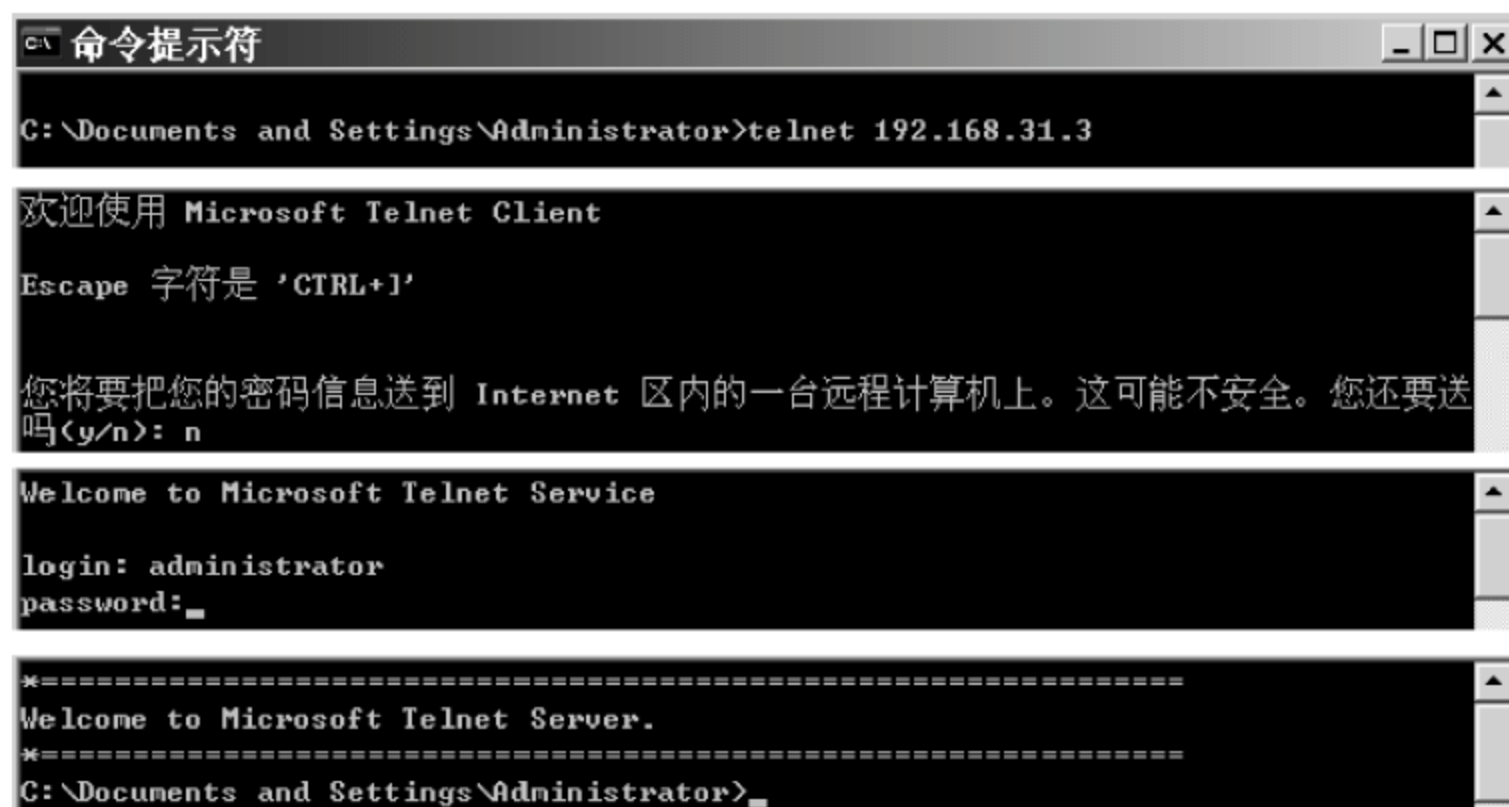 命令提示符
C:\Documents and Settings\Administrator>telnet 192.168.31.3
欢迎使用 Microsoft Telnet Client
Escape 字符是 'CTRL+]'
您将要把您的密码信息送到 Internet 区内的一台远程计算机上。这可能不安全。您还要送
吗(y/n): n
Welcome to Microsoft Telnet Service
login: administrator
password:_
*===============================================================
Welcome to Microsoft Telnet Server.
*===============================================================
C:\Documents and Settings\Administrator>_